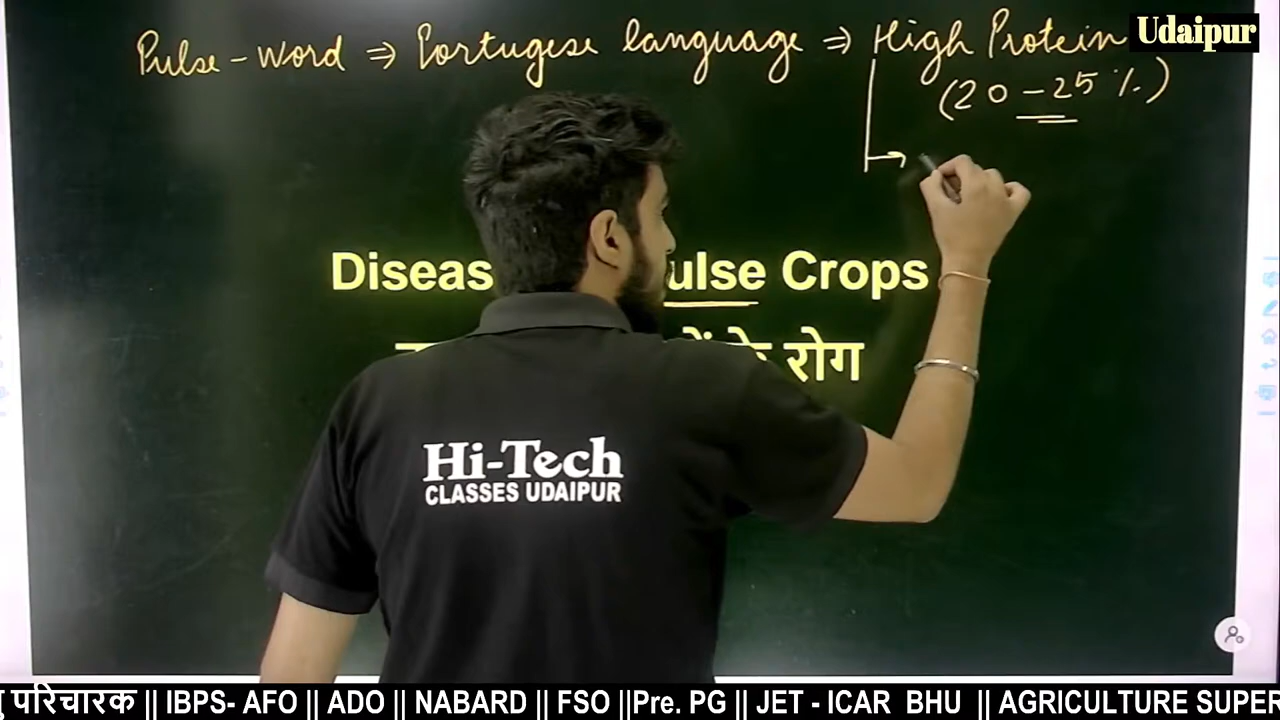 Udaipur
Pulse - word ⇒ Portugese language ⇒ High Protein
(20 - 25 %)
Diseas ulse Crops
के रोग
Hi-Tech
CLASSES UDAIPUR
परिचारक || IBPS- AFO || ADO || NABARD || FSO ||Pre. PG || JET - ICAR BHU || AGRICULTURE SUPER